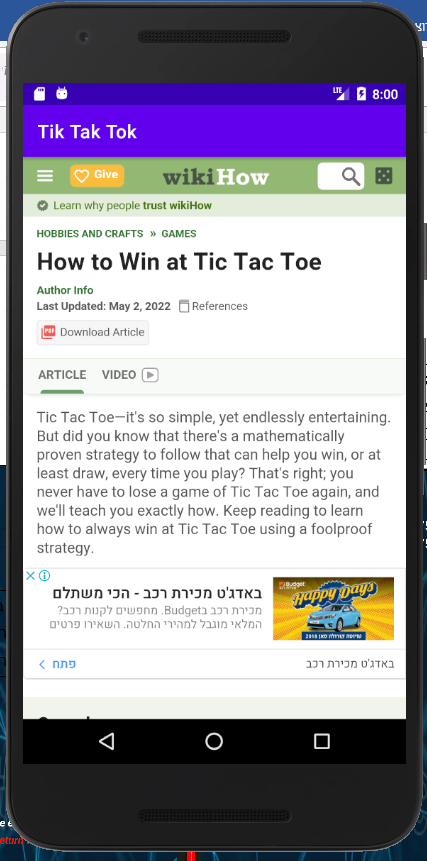 8:00
Tik Tak Tok
Give
wikiHow
Learn why people trust wikiHow
HOBBIES AND CRAFTS » GAMES
How to Win at Tic Tac Toe
Author Info
Last Updated: May 2, 2022 References
PDF Download Article
ARTICLE VIDEO
Tic Tac Toe—it's so simple, yet endlessly entertaining.
But did you know that there's a mathematically
proven strategy to follow that can help you win, or at
least draw, every time you play? That's right; you
never have to lose a game of Tic Tac Toe again, and
we'll teach you exactly how. Keep reading to learn
how to always win at Tic Tac Toe using a foolproof
strategy.
באדג'ט מכירת רכב - הכי משתלם
מכירת רכב בBudget. מחפשים לקנות רכב?
המלאי מוגבל למהירי החלטה. השאירו פרטים
Budget
Happy Days
באדג'ט מכירת רכב
פתח